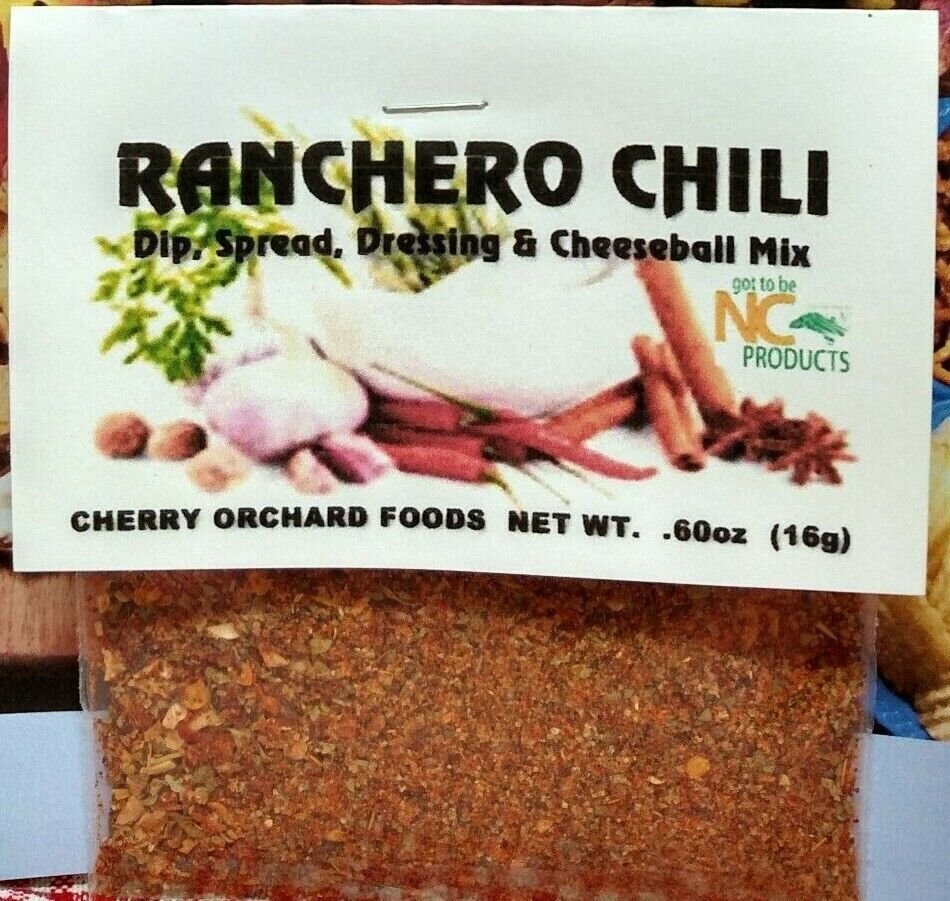 RANCHERO CHILI
Dip, Spread, Dressing & Cheeseball Mix
got to be
NC
PRODUCTS
CHERRY ORCHARD FOODS NET WT. .60oz (16g)